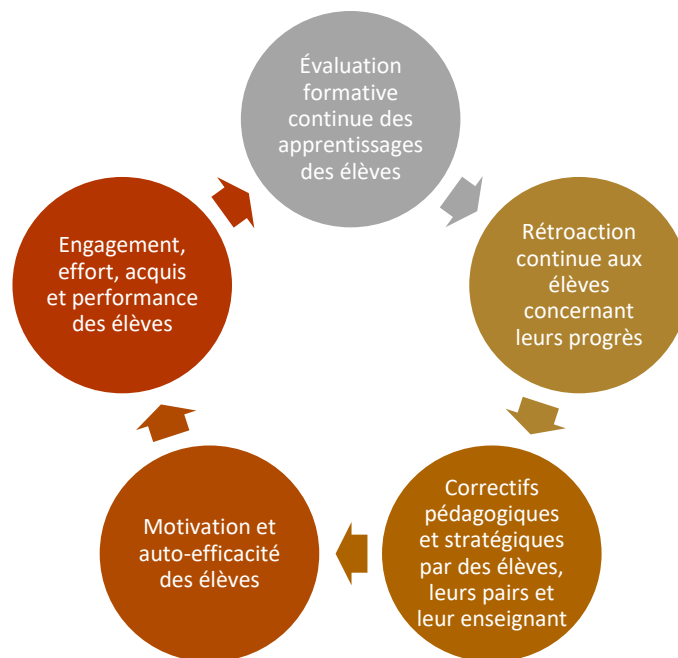 Évaluation
formative
continue des
apprentissages
des élèves
Rétroaction
continue aux
élèves
concernant
leurs progrès
Correctifs
pédagogiques
et stratégiques
par des élèves,
leurs pairs et
leur enseignant
Motivation et
auto-efficacité
des élèves
Engagement,
effort, acquis
et performance
des élèves